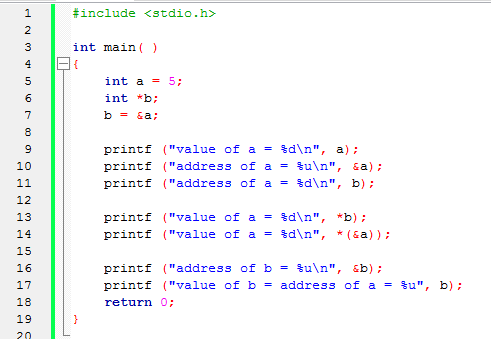 1 #include <stdio.h>
2
3 int main( )
4 {
5 int a = 5;
6 int *b;
7 b = &a;
8
9 printf ("value of a = %d\n", a);
10 printf ("address of a = %u\n", &a);
11 printf ("address of a = %d\n", b);
12
13 printf ("value of a = %d\n", *b);
14 printf ("value of a = %d\n", *(&a));
15
16 printf ("address of b = %u\n", &b);
17 printf ("value of b = address of a = %u", b);
18 return 0;
19 }
20